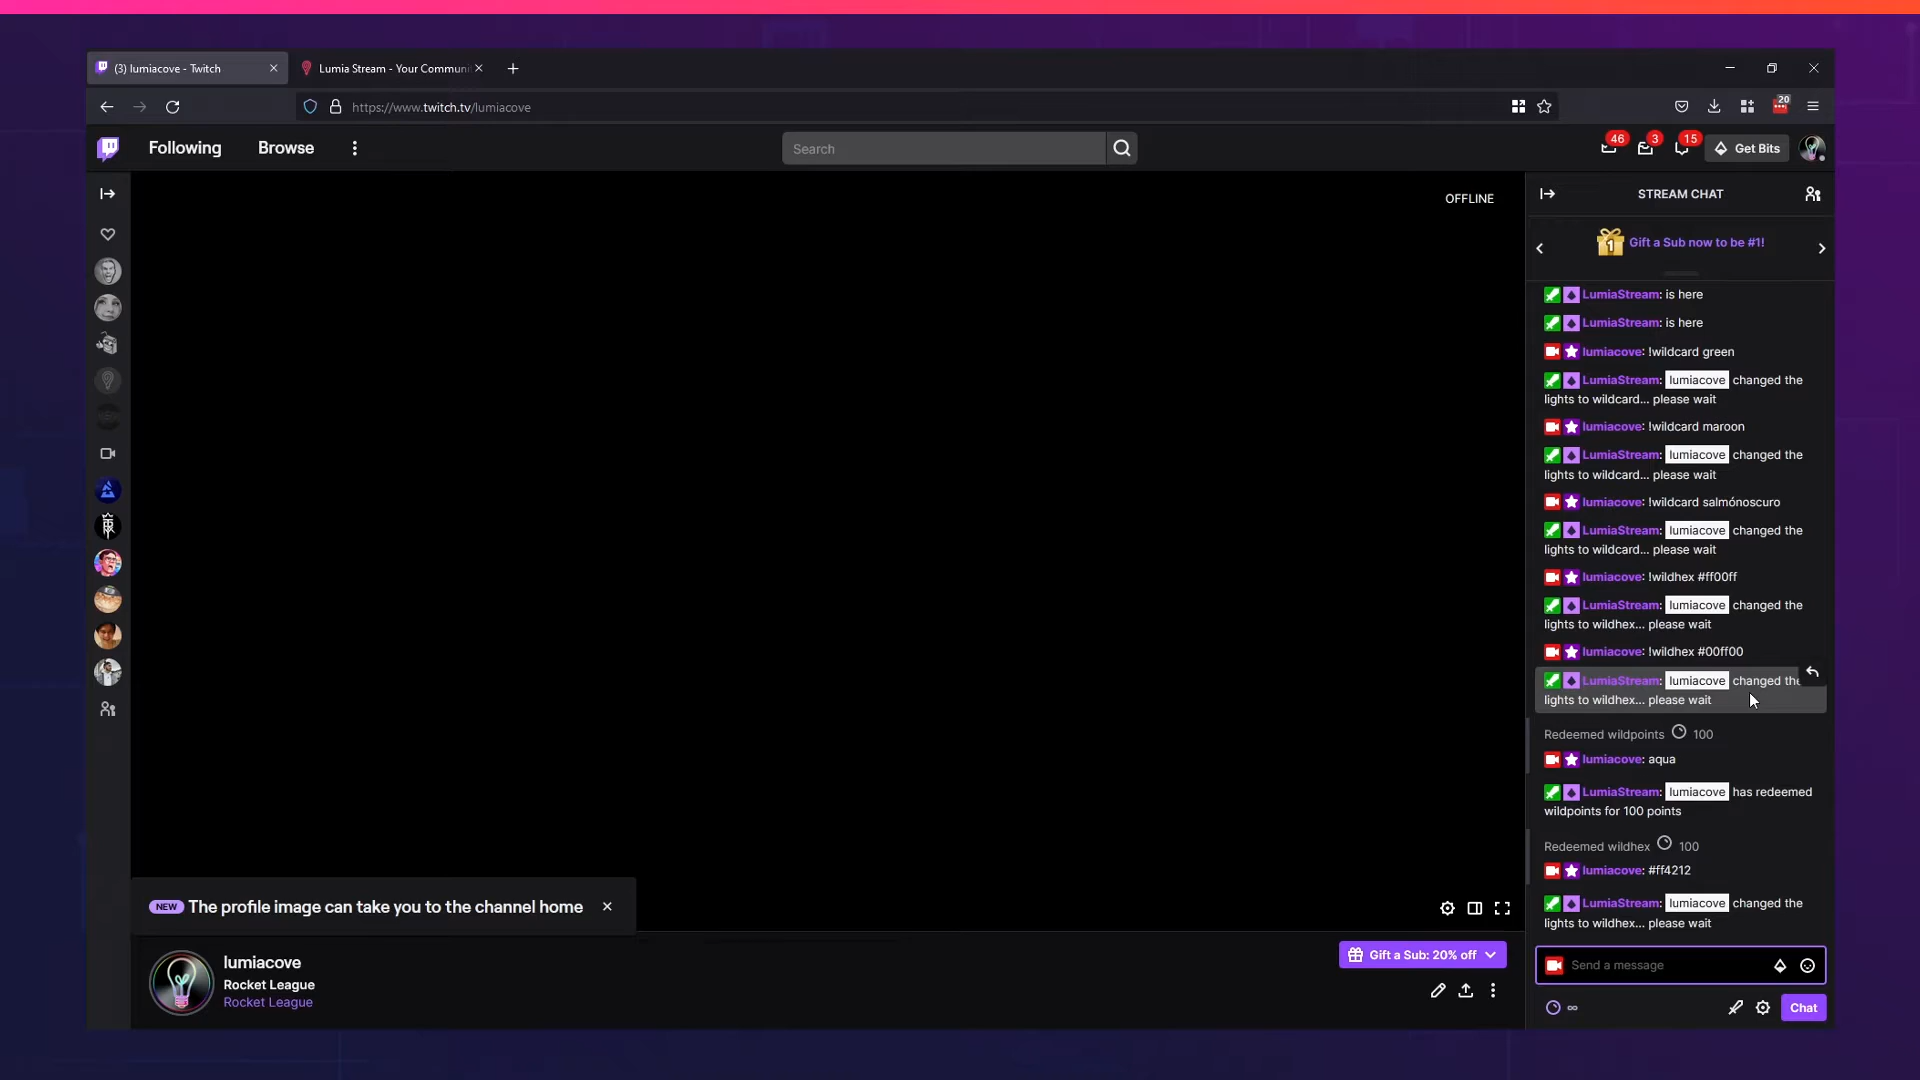 (3) lumiacove - Twitch
Lumia Stream - Your Communi
https://www.twitch.tv/lumiacove
20
Following
Browse
Search
46
3
15
Get Bits
OFFLINE
STREAM CHAT
1
Gift a Sub now to be #1!
LumiaStream: is here
LumiaStream: is here
lumiacove: !wildcard green
LumiaStream: lumiacove changed the
lights to wildcard... please wait
lumiacove: !wildcard maroon
LumiaStream: lumiacove changed the
lights to wildcard... please wait
lumiacove: !wildcard salmónoscuro
LumiaStream: lumiacove changed the
lights to wildcard... please wait
lumiacove: !wildhex #ff00ff
LumiaStream: lumiacove changed the
lights to wildhex... please wait
lumiacove: !wildhex #00ff00
LumiaStream: lumiacove changed the
lights to wildhex... please wait
Redeemed wildpoints 100
lumiacove: aqua
LumiaStream: lumiacove has redeemed
wildpoints for 100 points
Redeemed wildhex 100
lumiacove: #ff4212
LumiaStream: lumiacove changed the
lights to wildhex... please wait
NEW The profile image can take you to the channel home
lumiacove
Rocket League
Rocket League
Gift a Sub: 20% off
Send a message
∞
Chat